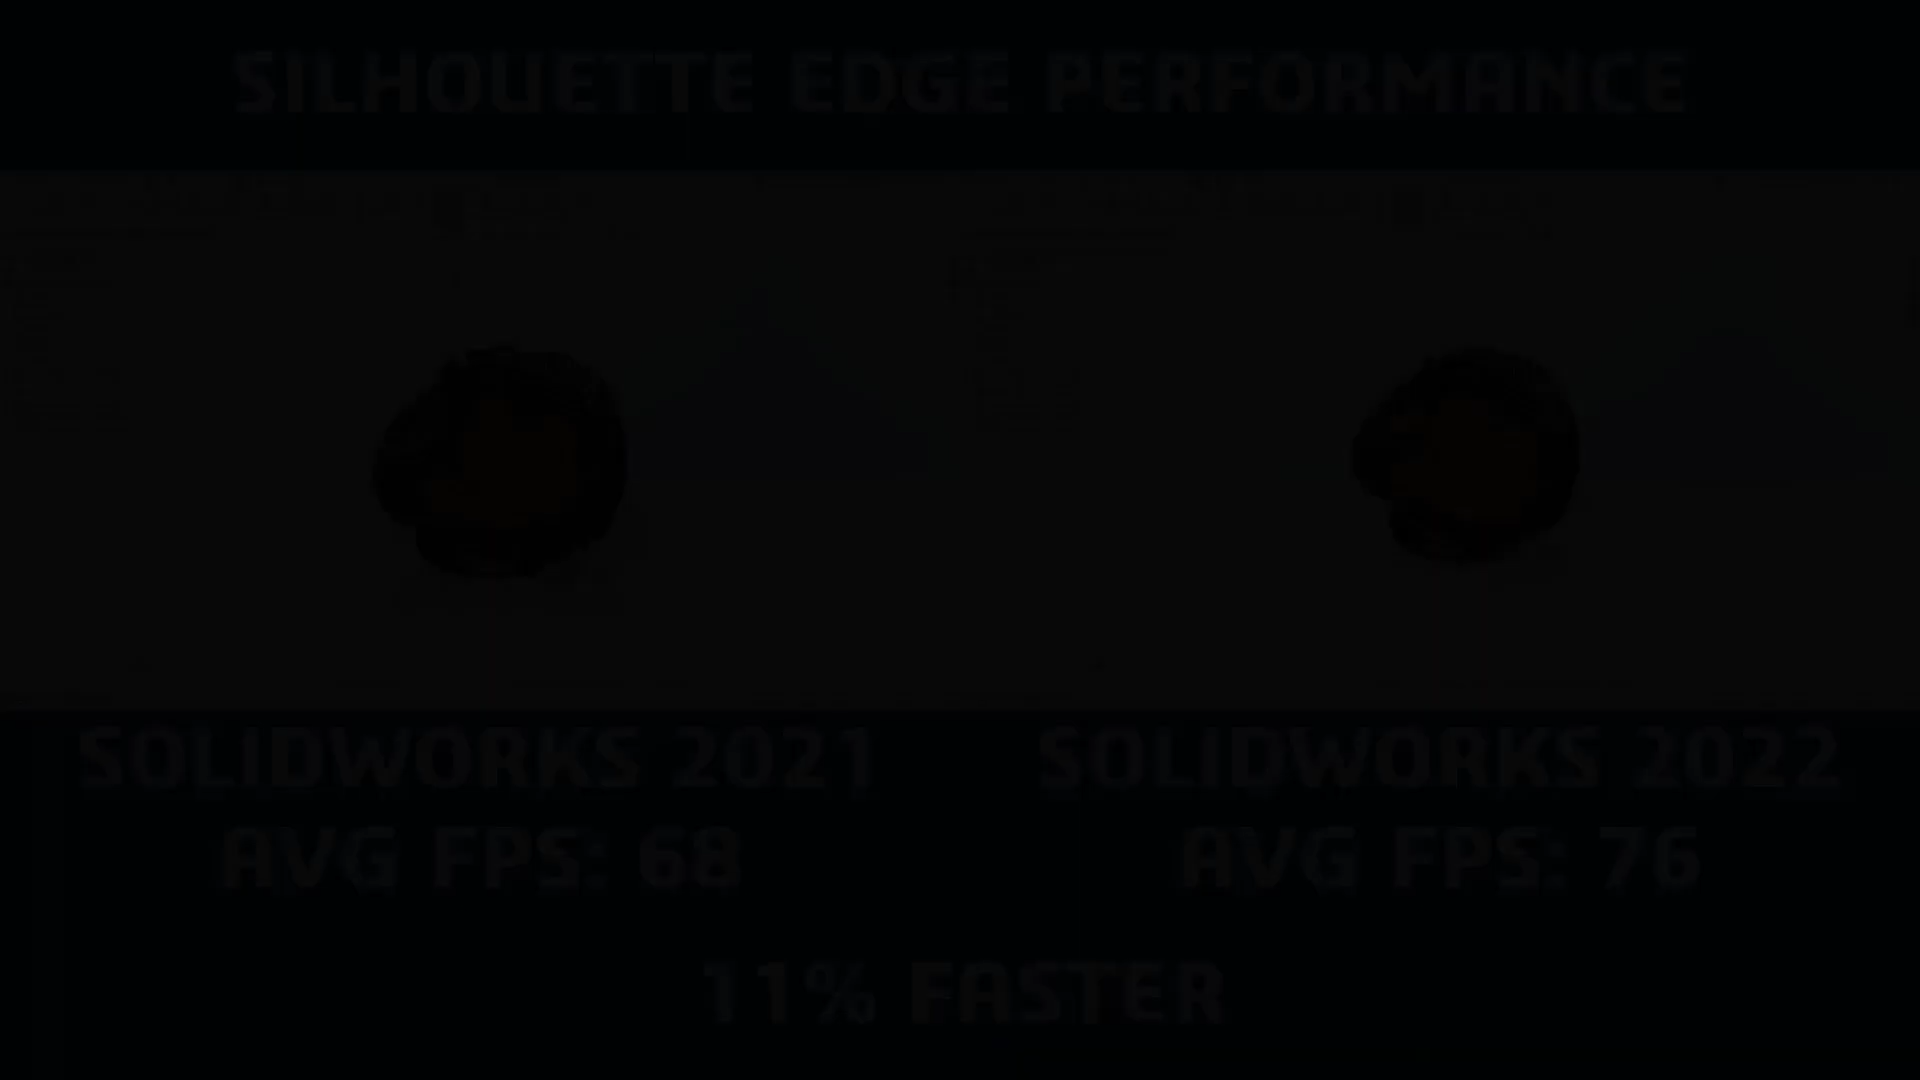 SILHOUETTE EDGE PERFORMANCE
SOLIDWORKS 2021
SOLIDWORKS 2022
AVG FPS: 68
AVG FPS: 76
11% FASTER